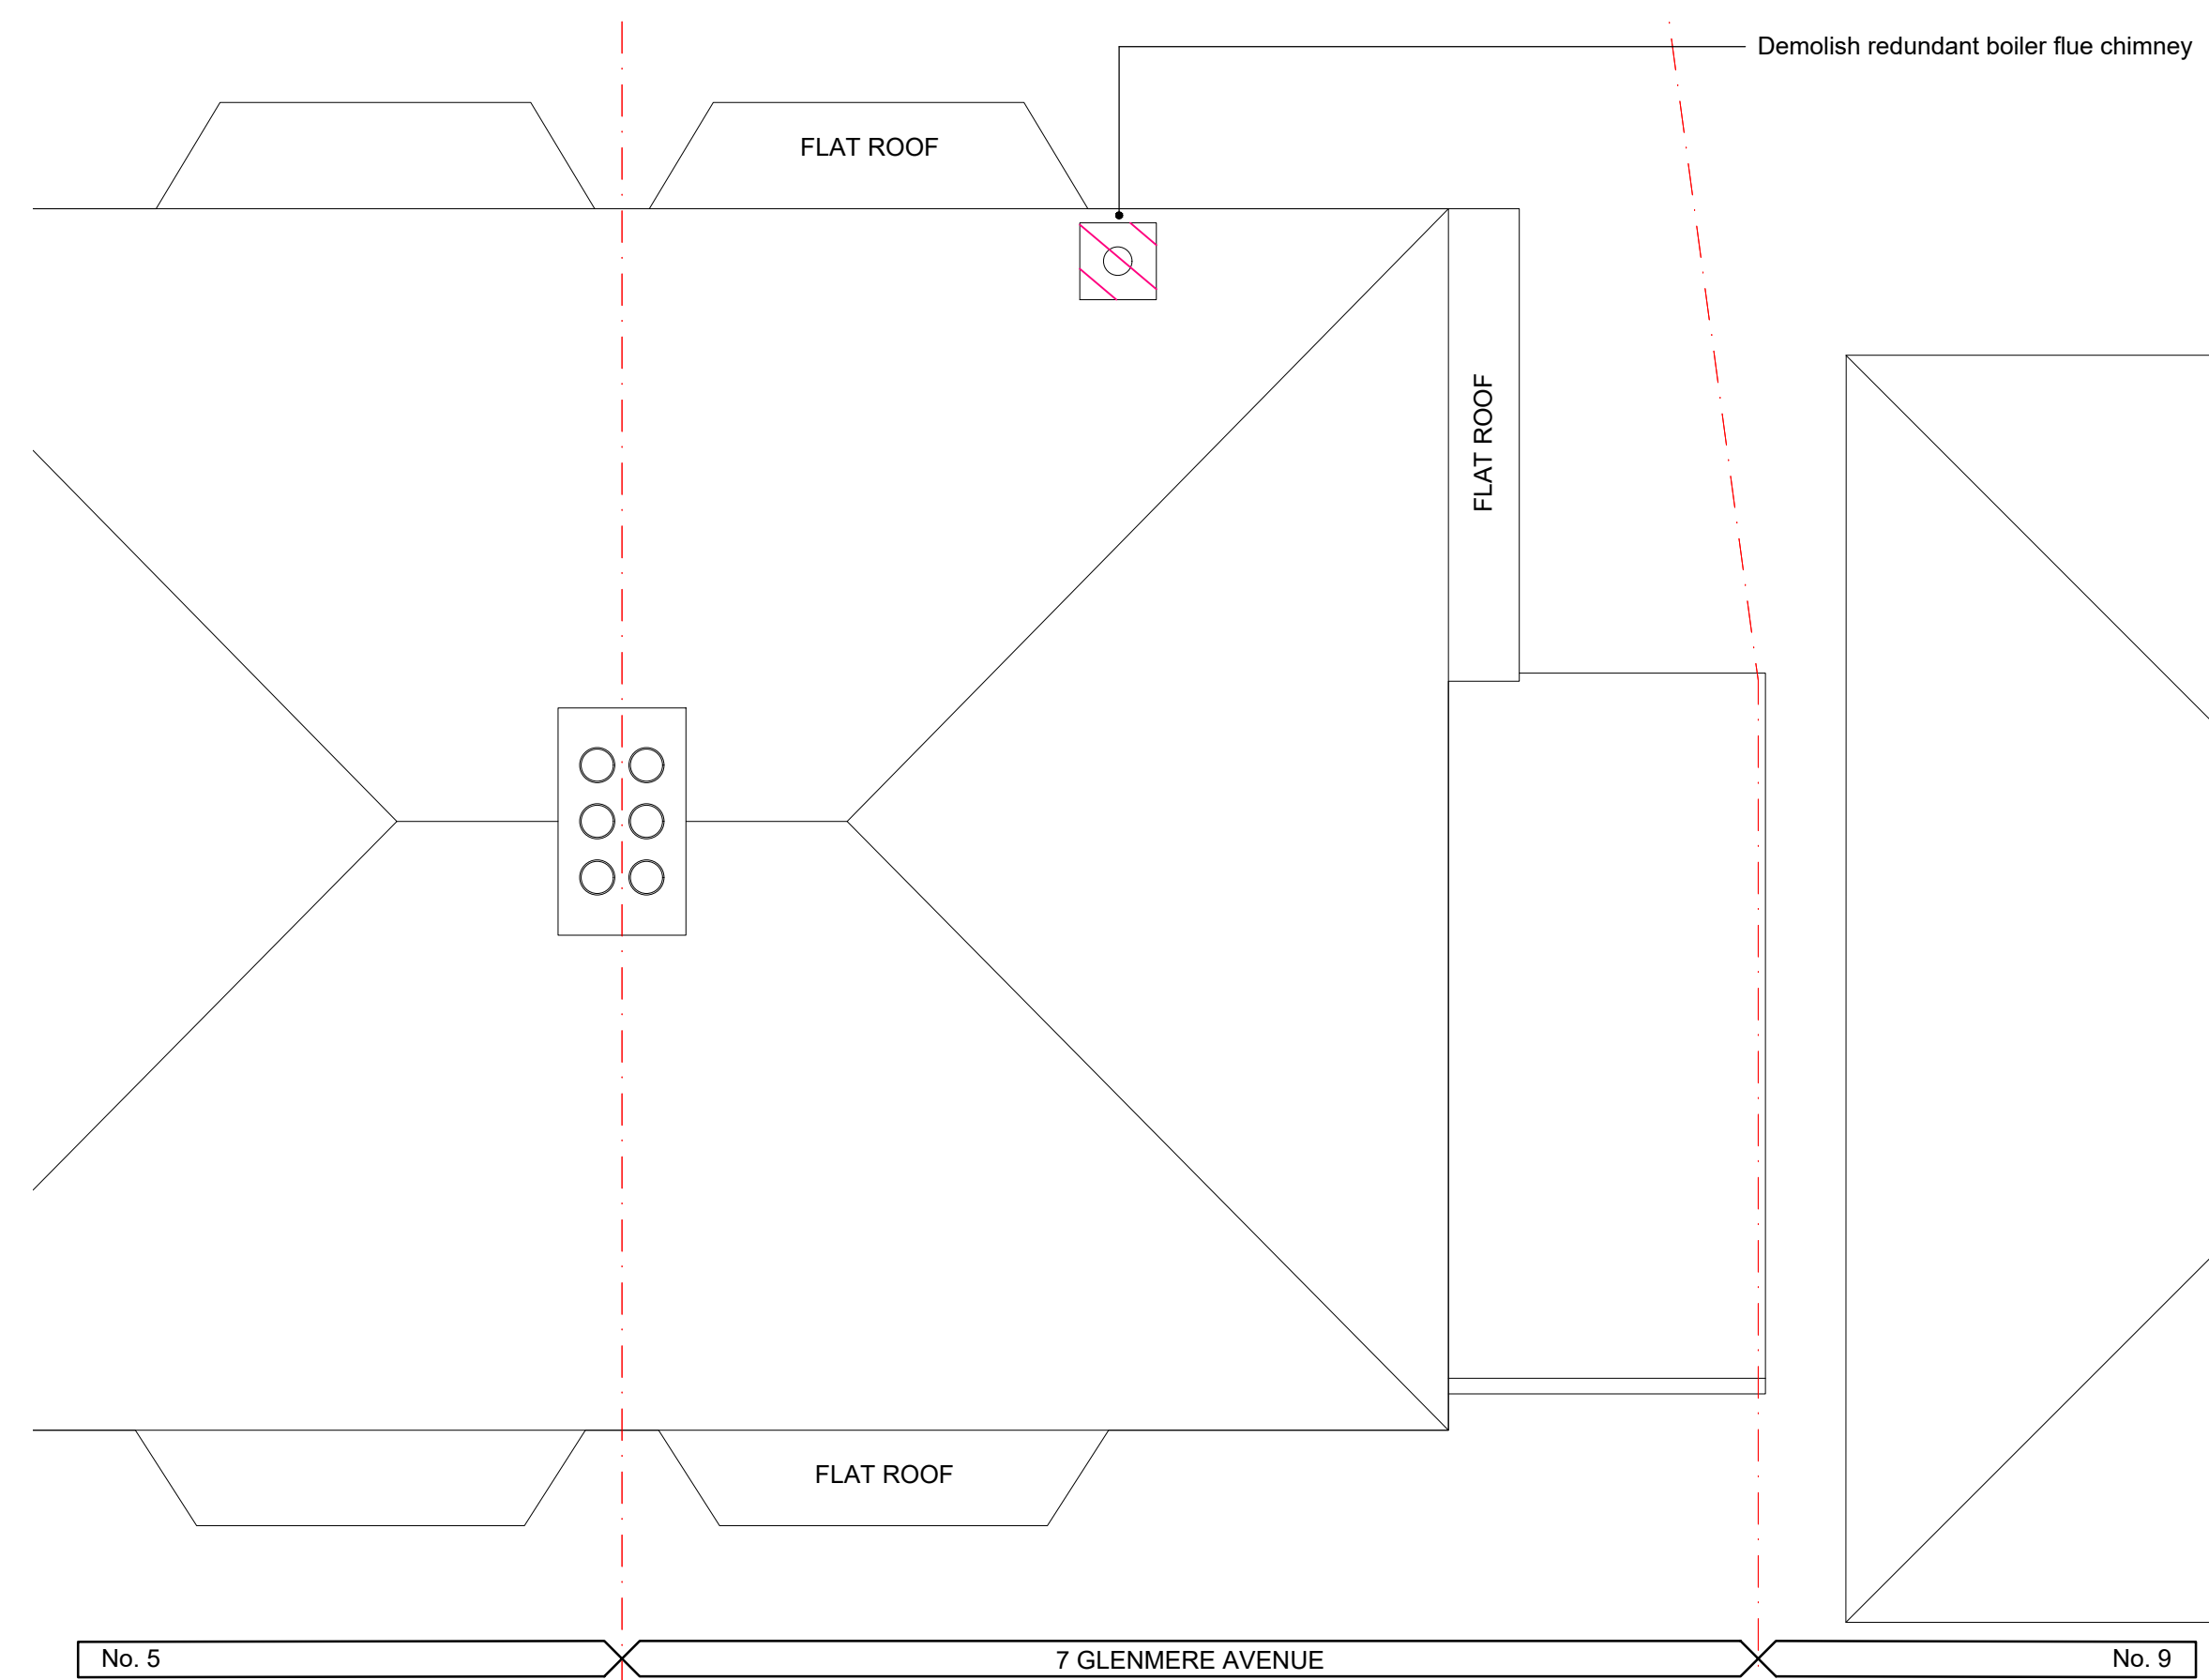 Demolish redundant boiler flue chimney
FLAT ROOF
FLAT ROOF
FLAT ROOF
No. 5
7 GLENMERE AVENUE
No. 9